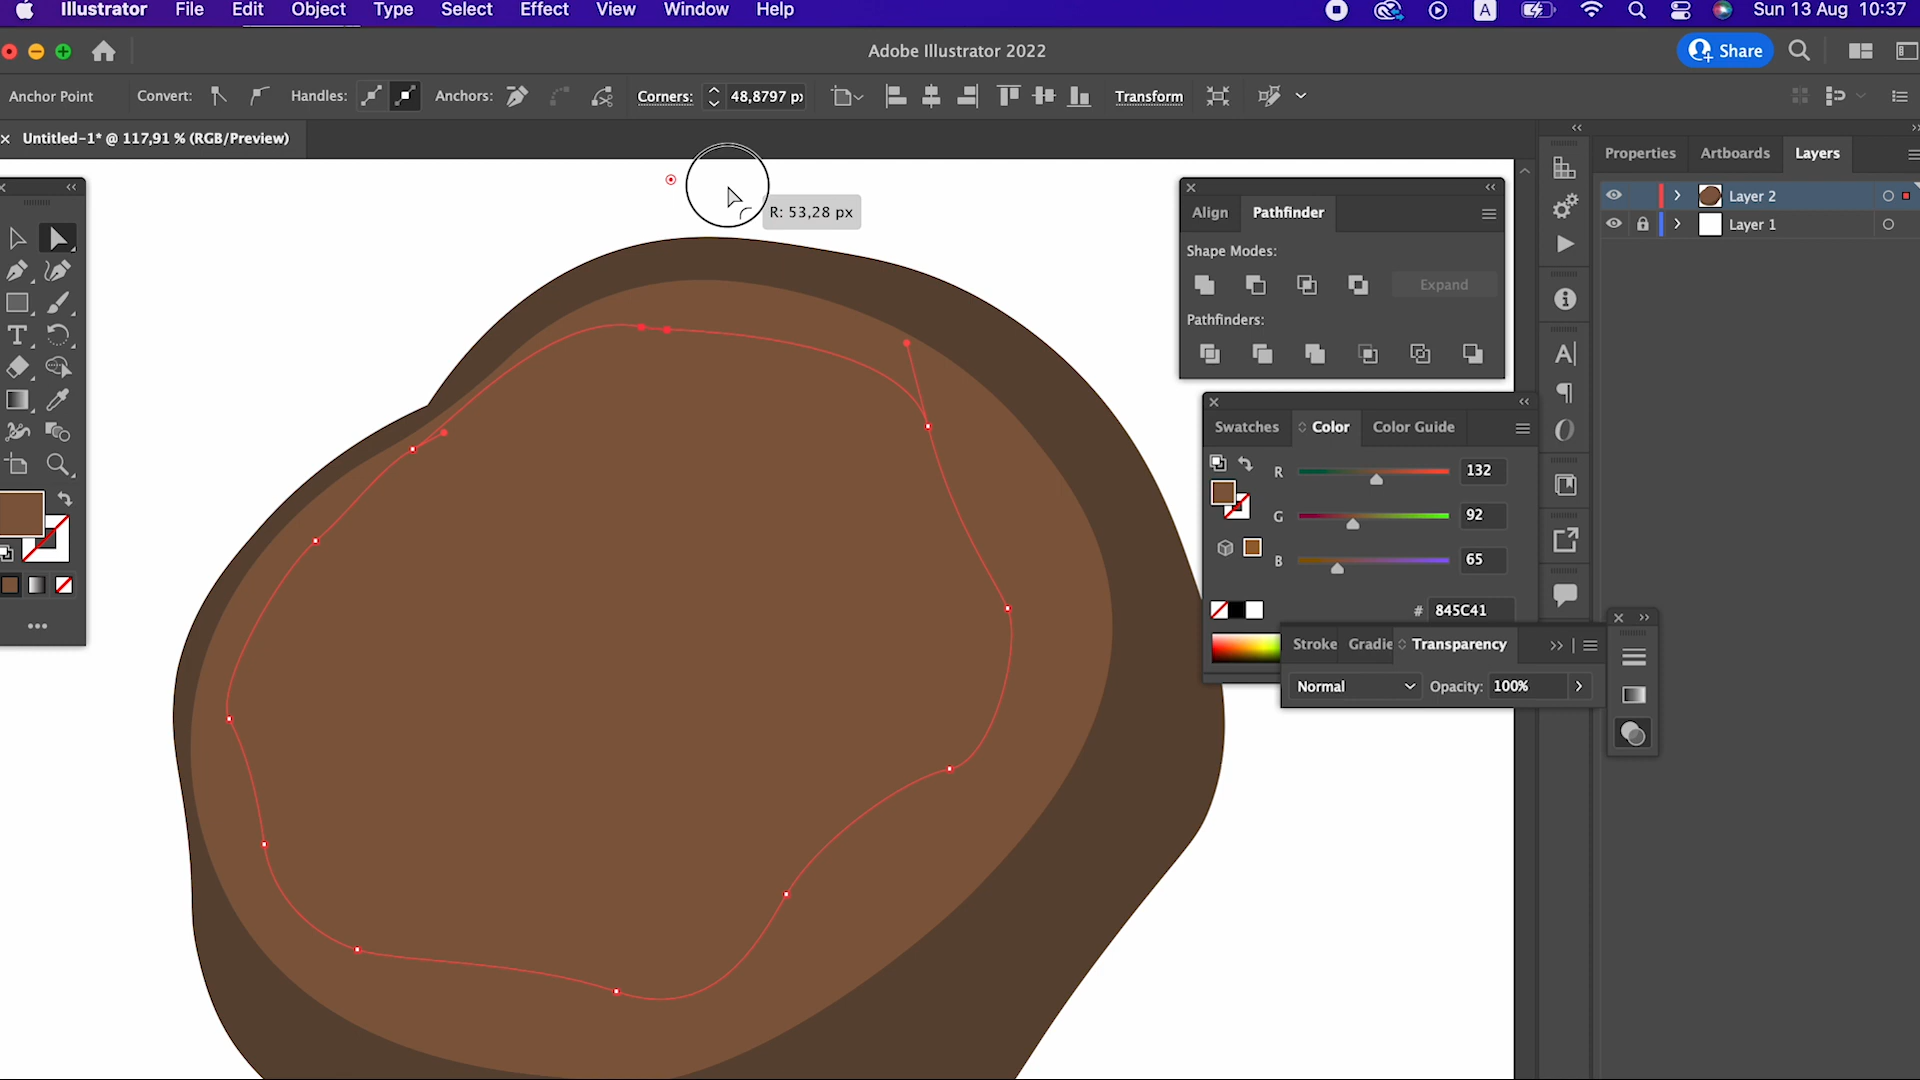 Illustrator File Edit Object Type Select Effect View Window Help A Sun 13 Aug 10:37
Adobe Illustrator 2022 Share
Anchor Point Convert: Handles: Anchors: Corners: 48,8797 px Transform
Untitled-1* @ 117,91 % (RGB/Preview)
Properties Artboards Layers
Layer 2
Layer 1
R: 53,28 px
Align Pathfinder
Shape Modes:
Expand
Pathfinders:
Swatches Color Color Guide
R 132
G 92
B 65
# 845C41
Stroke Gradie Transparency
Normal Opacity: 100%